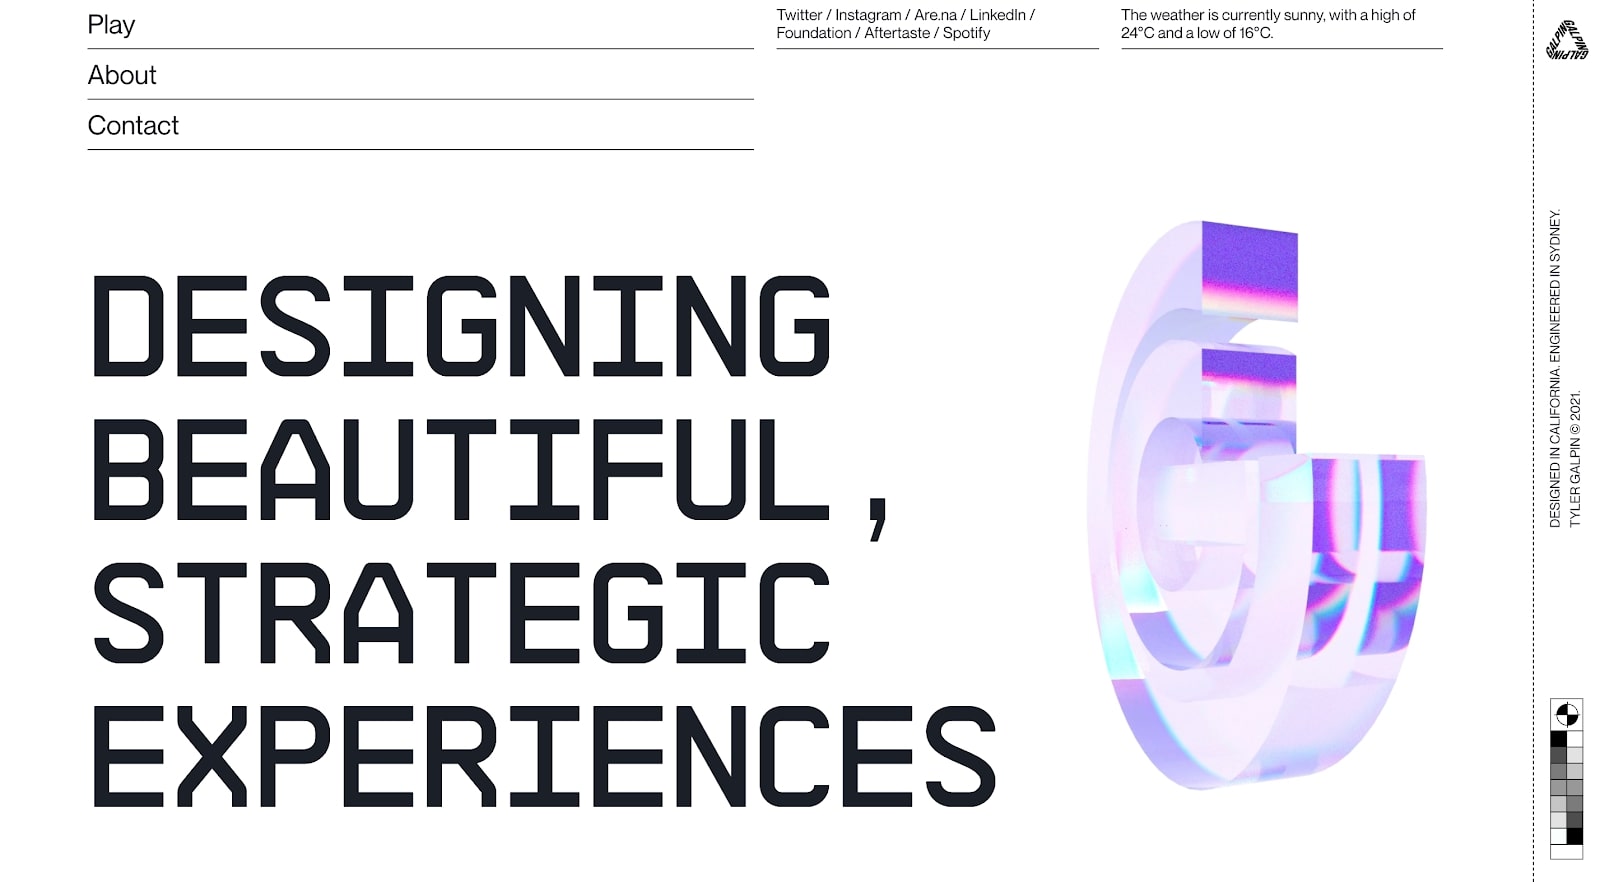 Play
About
Contact
Twitter / Instagram / Are.na / LinkedIn /
Foundation / Aftertaste / Spotify
The weather is currently sunny, with a high of
24°C and a low of 16°C.
GALPIN GALPIN GALPIN
DESIGNING
BEAUTIFUL,
STRATEGIC
EXPERIENCES
DESIGNED IN CALIFORNIA. ENGINEERED IN SYDNEY.
TYLER GALPIN © 2021.